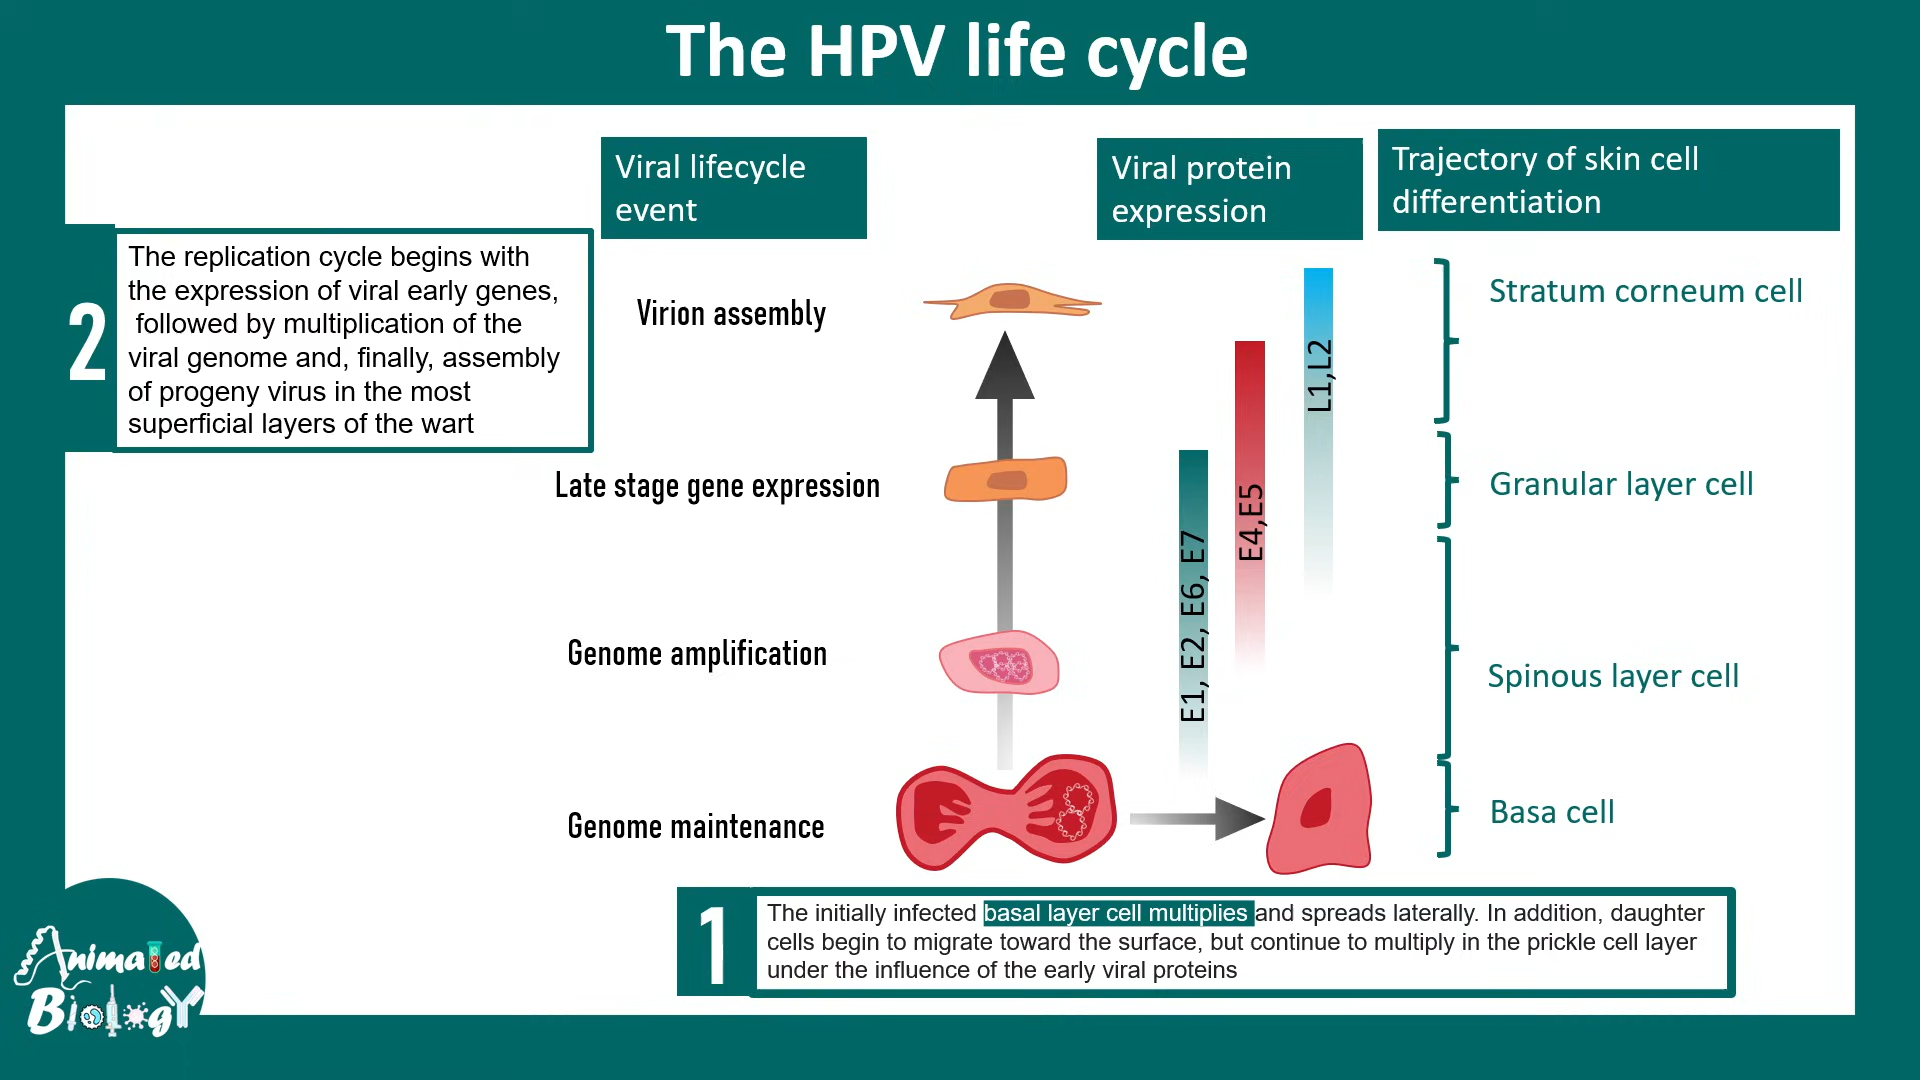 The HPV life cycle
Viral lifecycle
event
Viral protein
expression
Trajectory of skin cell
differentiation
2
The replication cycle begins with
the expression of viral early genes,
followed by multiplication of the
viral genome and, finally, assembly
of progeny virus in the most
superficial layers of the wart
Virion assembly
Late stage gene expression
Genome amplification
Genome maintenance
E1, E2, E6, E7
E4,E5
L1,L2
Stratum corneum cell
Granular layer cell
Spinous layer cell
Basa cell
1
The initially infected basal layer cell multiplies and spreads laterally. In addition, daughter
cells begin to migrate toward the surface, but continue to multiply in the prickle cell layer
under the influence of the early viral proteins
Animated
Biology